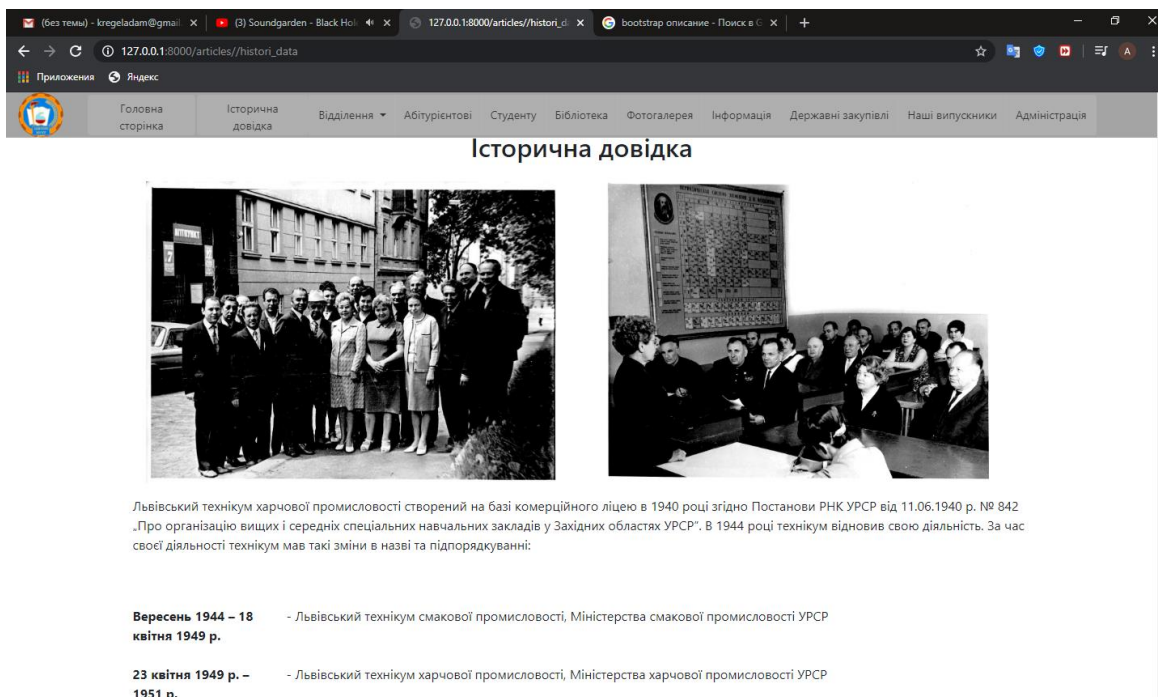 (без темы) - kregeladam@gmail.
(3) Soundgarden - Black Hol
127.0.0.1:8000/articles//histori_d
bootstrap описание - Поиск в G
127.0.0.1:8000/articles//histori_data
Приложения
Яндекс
A
Головна сторінка
Історична довідка
Відділення
Абітурієнтові
Студенту
Бібліотека
Фотогалерея
Інформація
Державні закупівлі
Наші випускники
Адміністрація
Історична довідка
Львівський технікум харчової промисловості створений на базі комерційного ліцею в 1940 році згідно Постанови РНК УРСР від 11.06.1940 р. № 842
„Про організацію вищих і середніх спеціальних навчальних закладів у Західних областях УРСР”. В 1944 році технікум відновив свою діяльність. За час
своєї діяльності технікум мав такі зміни в назві та підпорядкуванні:
Вересень 1944 – 18 - Львівський технікум смакової промисловості, Міністерства смакової промисловості УРСР
квітня 1949 р.
23 квітня 1949 р. – - Львівський технікум харчової промисловості, Міністерства харчової промисловості УРСР
1951 р.